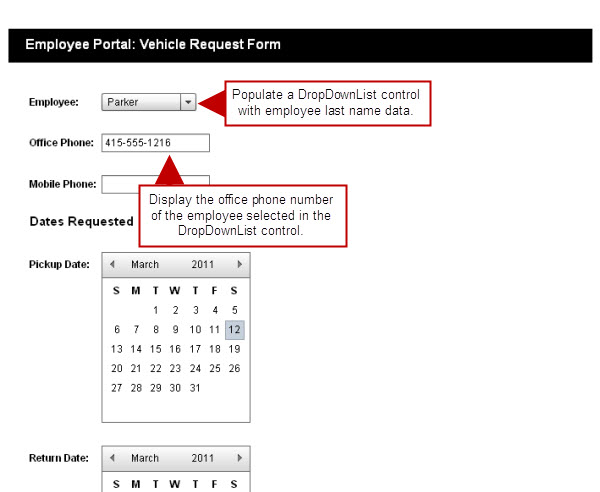 Employee Portal: Vehicle Request Form
Employee: Parker
Populate a DropDownList control
with employee last name data.
Office Phone: 415-555-1216
Mobile Phone:
Display the office phone number
of the employee selected in the
DropDownList control.
Dates Requested
Pickup Date: March 2011
S M T W T F S
1 2 3 4 5
6 7 8 9 10 11 12
13 14 15 16 17 18 19
20 21 22 23 24 25 26
27 28 29 30 31
Return Date: March 2011
S M T W T F S